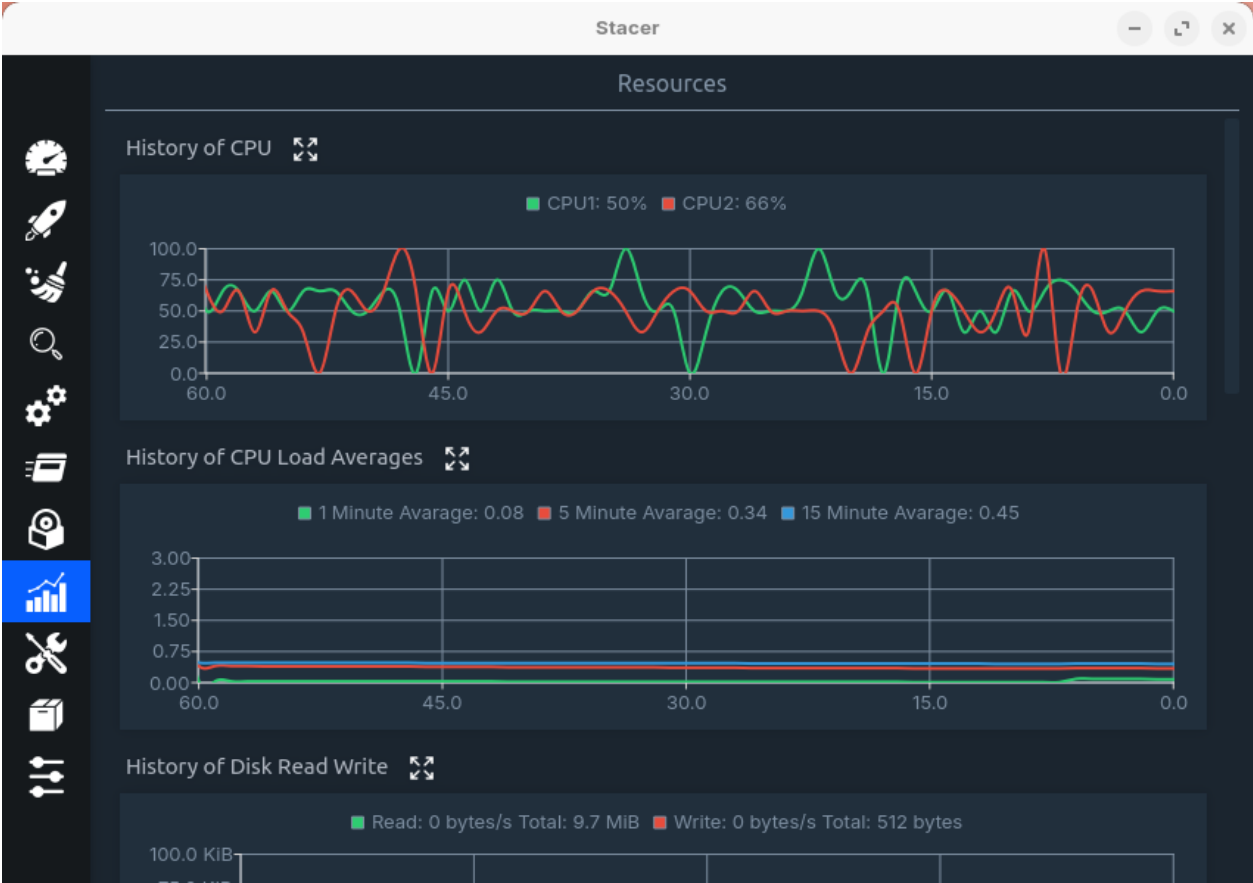 Stacer
Resources
History of CPU
CPU1: 50% CPU2: 66%
100.0
75.0
50.0
25.0
0.0
60.0 45.0 30.0 15.0 0.0
History of CPU Load Averages
1 Minute Avarage: 0.08 5 Minute Avarage: 0.34 15 Minute Avarage: 0.45
3.00
2.25
1.50
0.75
0.00
60.0 45.0 30.0 15.0 0.0
History of Disk Read Write
Read: 0 bytes/s Total: 9.7 MiB Write: 0 bytes/s Total: 512 bytes
100.0 KiB